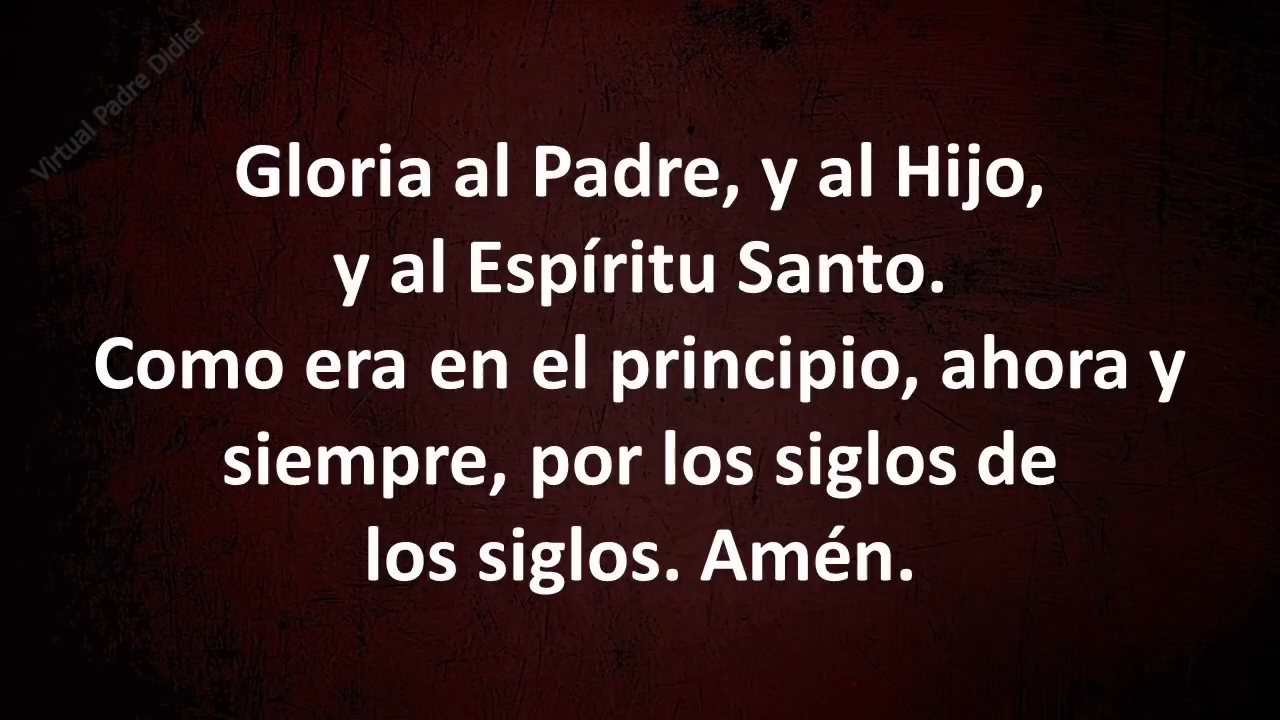 Virtual Padre Didier
Gloria al Padre, y al Hijo,
y al Espíritu Santo.
Como era en el principio, ahora y
siempre, por los siglos de
los siglos. Amén.